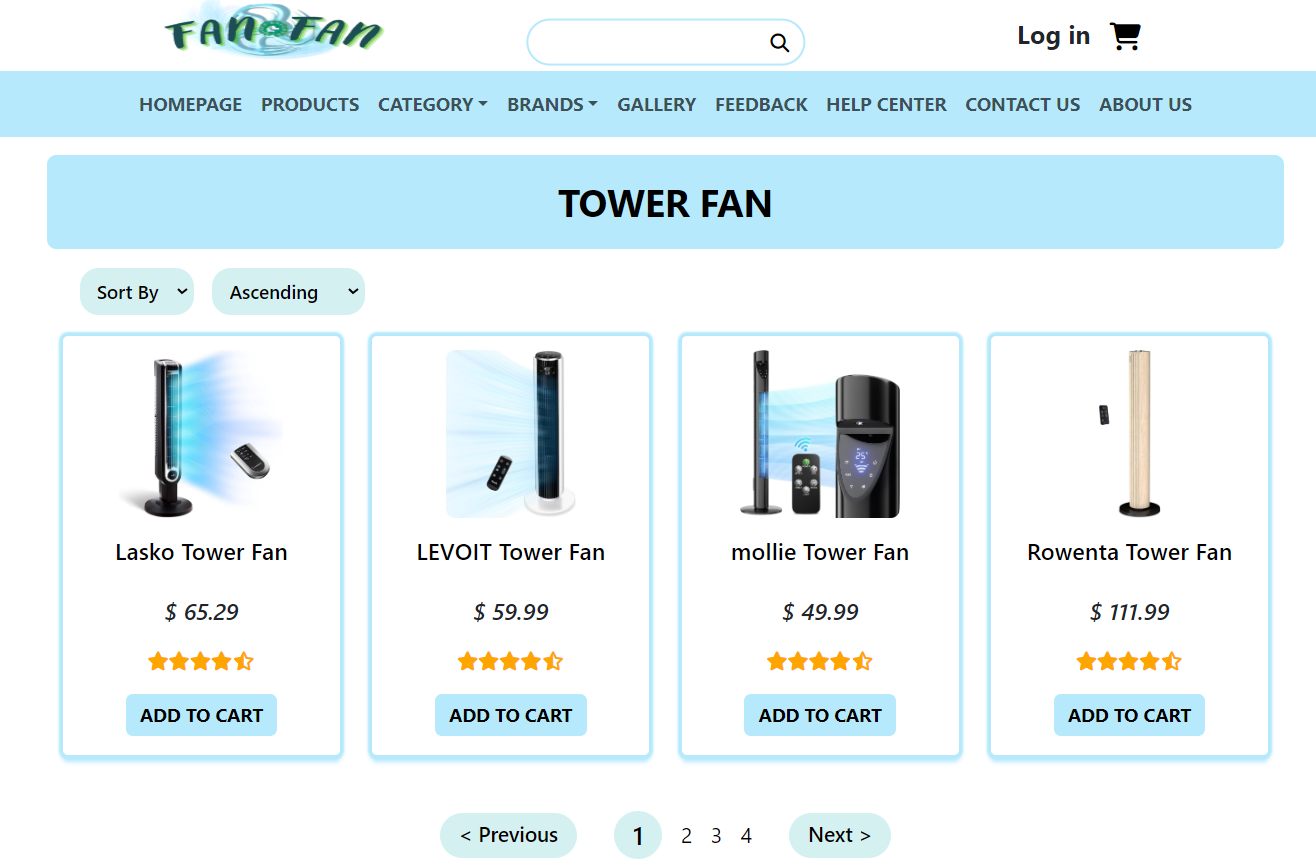 FAN FAN
Log in
HOMEPAGE PRODUCTS CATEGORY BRANDS GALLERY FEEDBACK HELP CENTER CONTACT US ABOUT US
TOWER FAN
Sort By Ascending
25°
Lasko Tower Fan LEVOIT Tower Fan mollie Tower Fan Rowenta Tower Fan
$ 65.29 $ 59.99 $ 49.99 $ 111.99
ADD TO CART ADD TO CART ADD TO CART ADD TO CART
< Previous 1 2 3 4 Next >